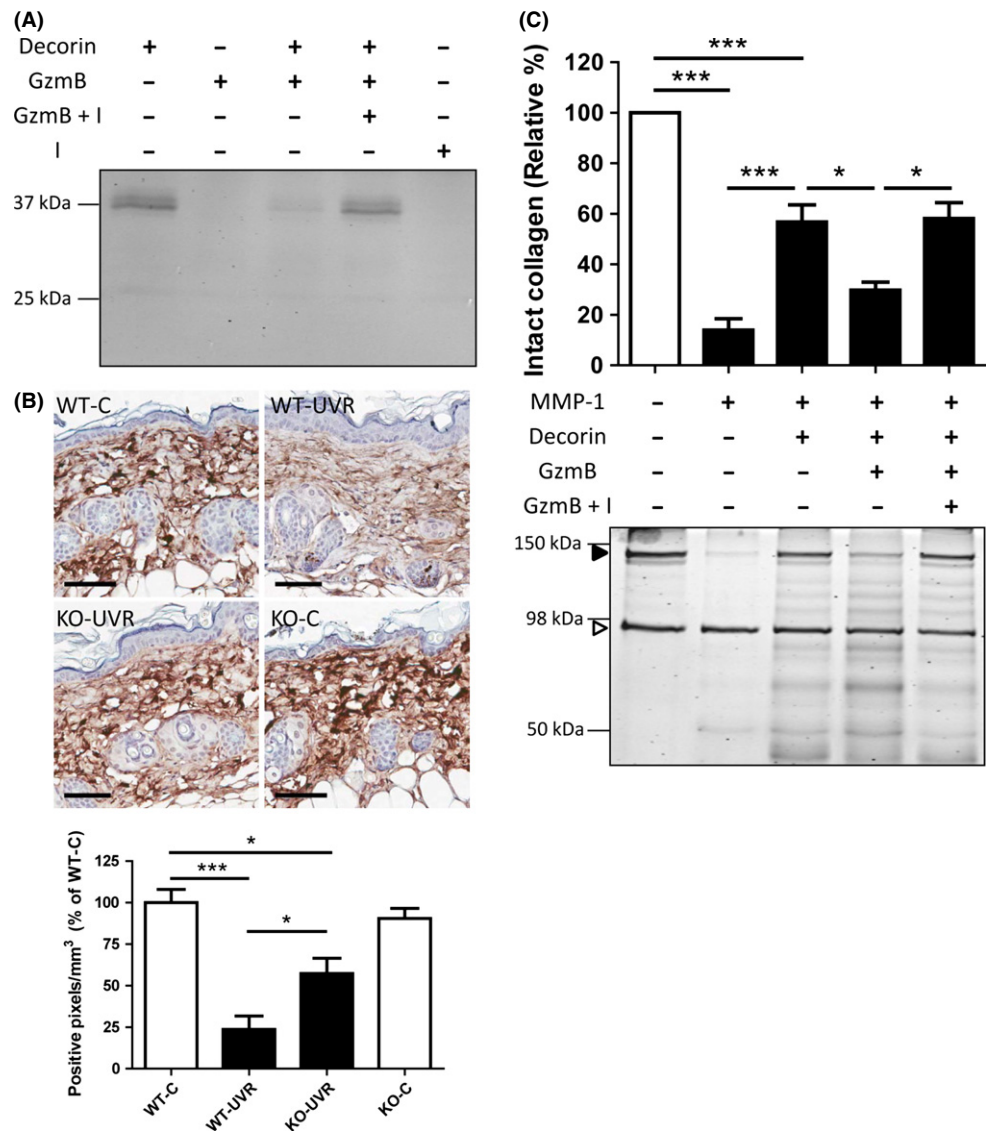 (A)
Decorin + – + + –
GzmB – + + + –
GzmB + I – – – + –
I – – – – +
37 kDa
25 kDa
(B)
WT-C
WT-UVR
KO-UVR
KO-C
Positive pixels/mm³ (% of WT-C)
125
100
75
50
25
0
*
***
*
WT-C
WT-UVR
KO-UVR
KO-C
(C)
Intact collagen (Relative %)
120
100
80
60
40
20
0
***
***
***
*
*
MMP-1 – + + + +
Decorin – – + + +
GzmB – – – + +
GzmB + I – – – – +
150 kDa
98 kDa
50 kDa